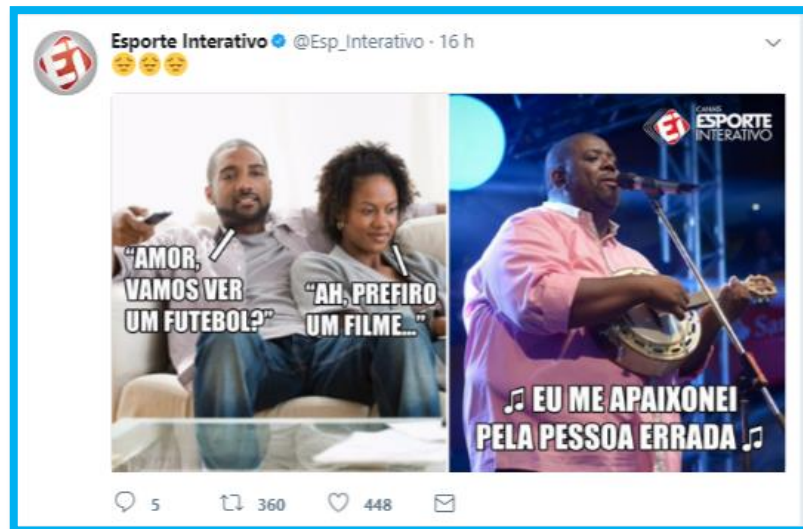 Esporte Interativo @Esp_Interativo · 16 h
😔😔😔
"AMOR,
VAMOS VER
UM FUTEBOL?"
"AH, PREFIRO
UM FILME..."
CANAIS
ESPORTE
INTERATIVO
♫ EU ME APAIXONEI
PELA PESSOA ERRADA ♫
5 360 448